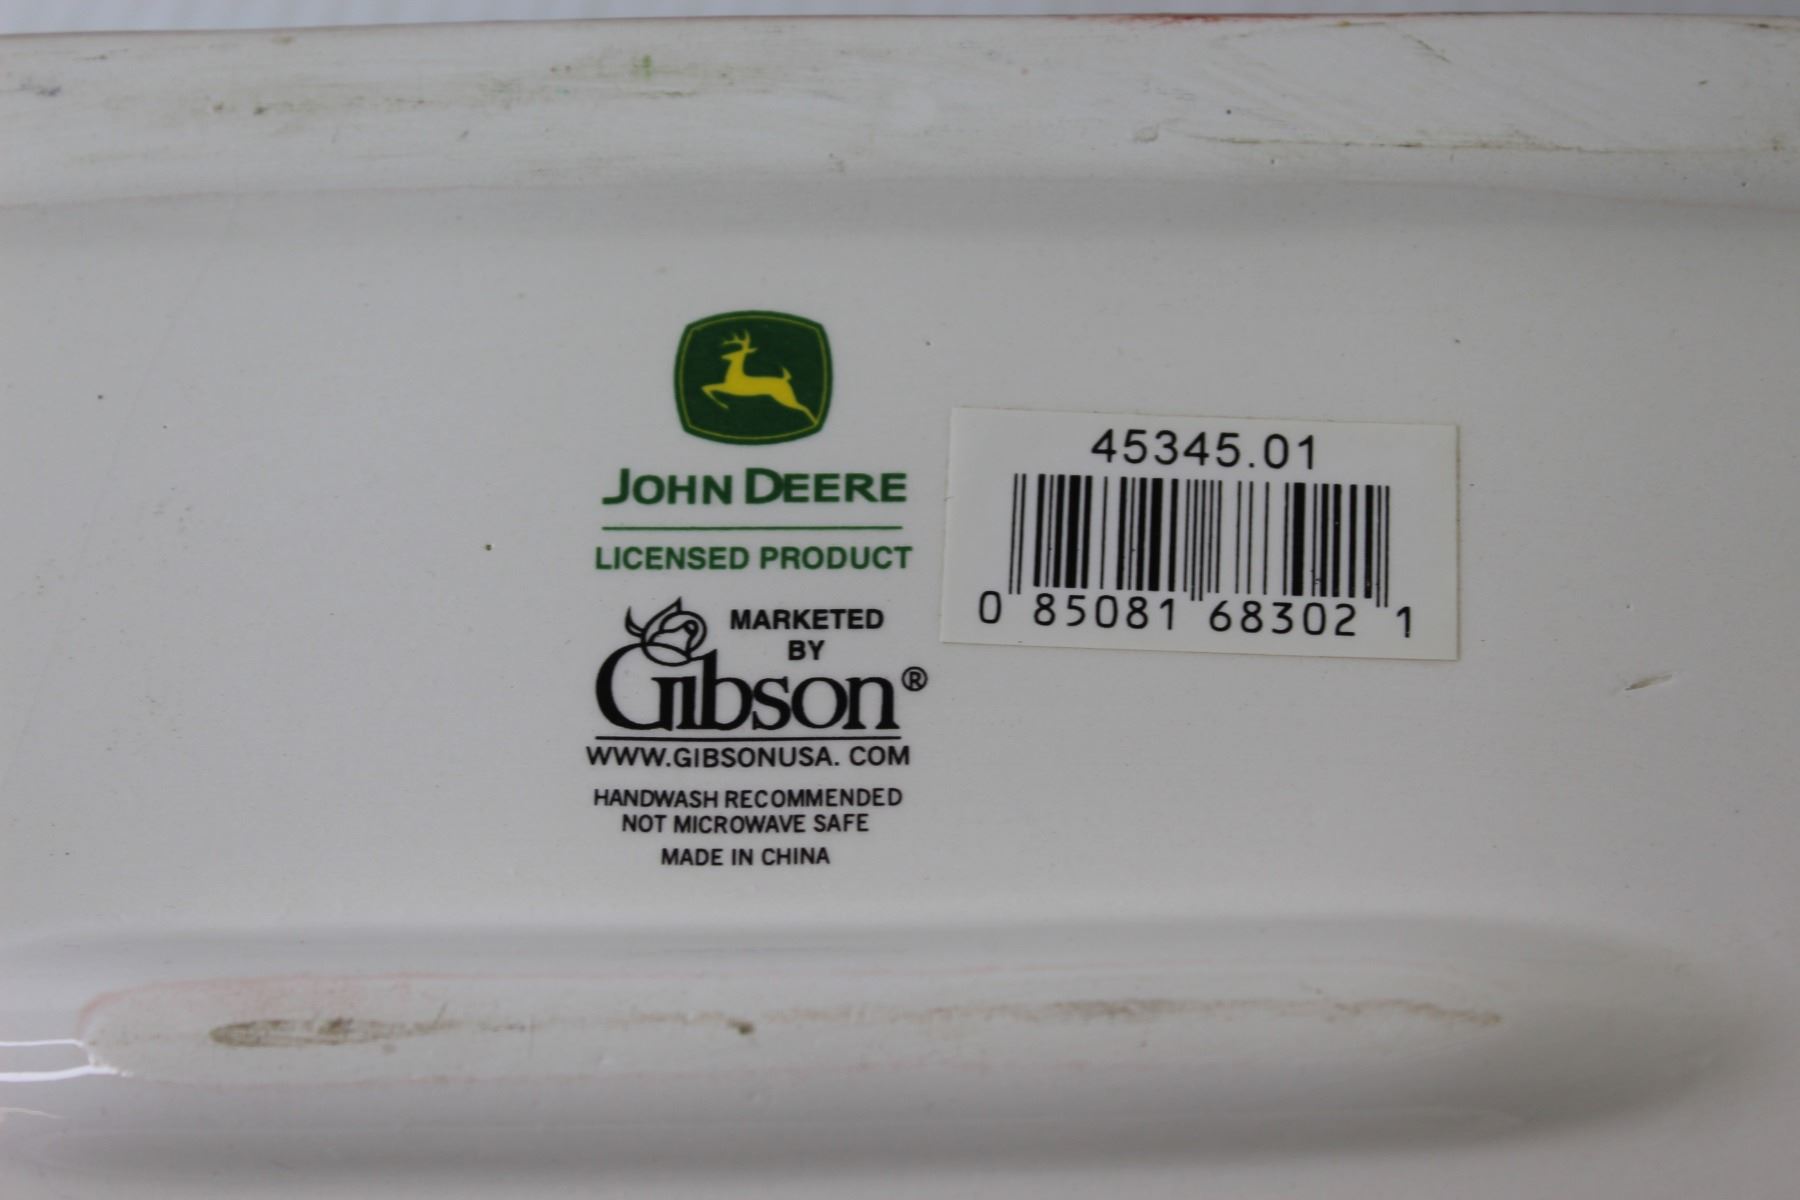 JOHN DEERE
LICENSED PRODUCT
MARKETED
BY
Gibson®
WWW.GIBSONUSA. COM
HANDWASH RECOMMENDED
NOT MICROWAVE SAFE
MADE IN CHINA
45345.01
0 85081 68302 1